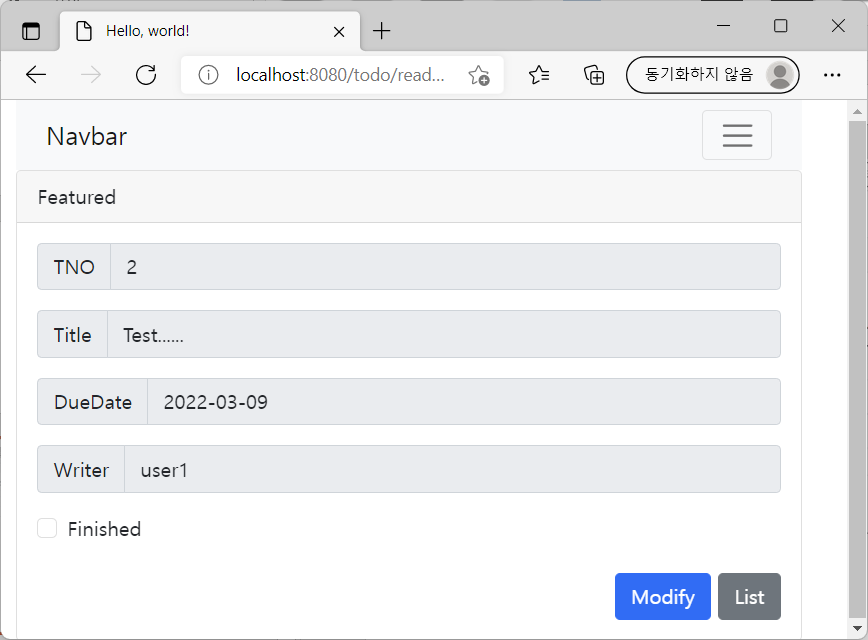 Hello, world!
localhost:8080/todo/read...
동기화하지 않음
Navbar
Featured
TNO 2
Title Test......
DueDate 2022-03-09
Writer user1
Finished
Modify List